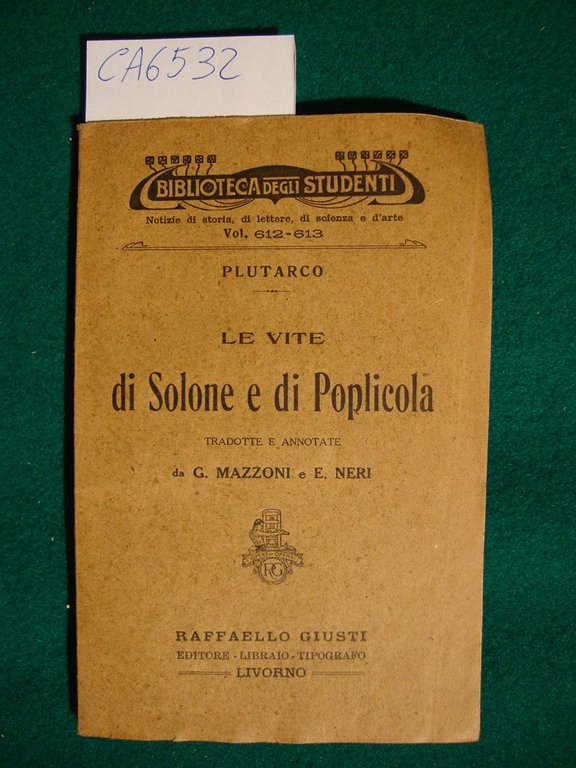 CA6532
BIBLIOTECA DEGLI STUDENTI
Notizie di storia, di lettere, di scienza e d'arte
Vol. 612-613
PLUTARCO
LE VITE
di Solone e di Poplicola
TRADOTTE E ANNOTATE
da G. MAZZONI e E. NERI
RG
RAFFAELLO GIUSTI
EDITORE - LIBRAIO - TIPOGRAFO
LIVORNO